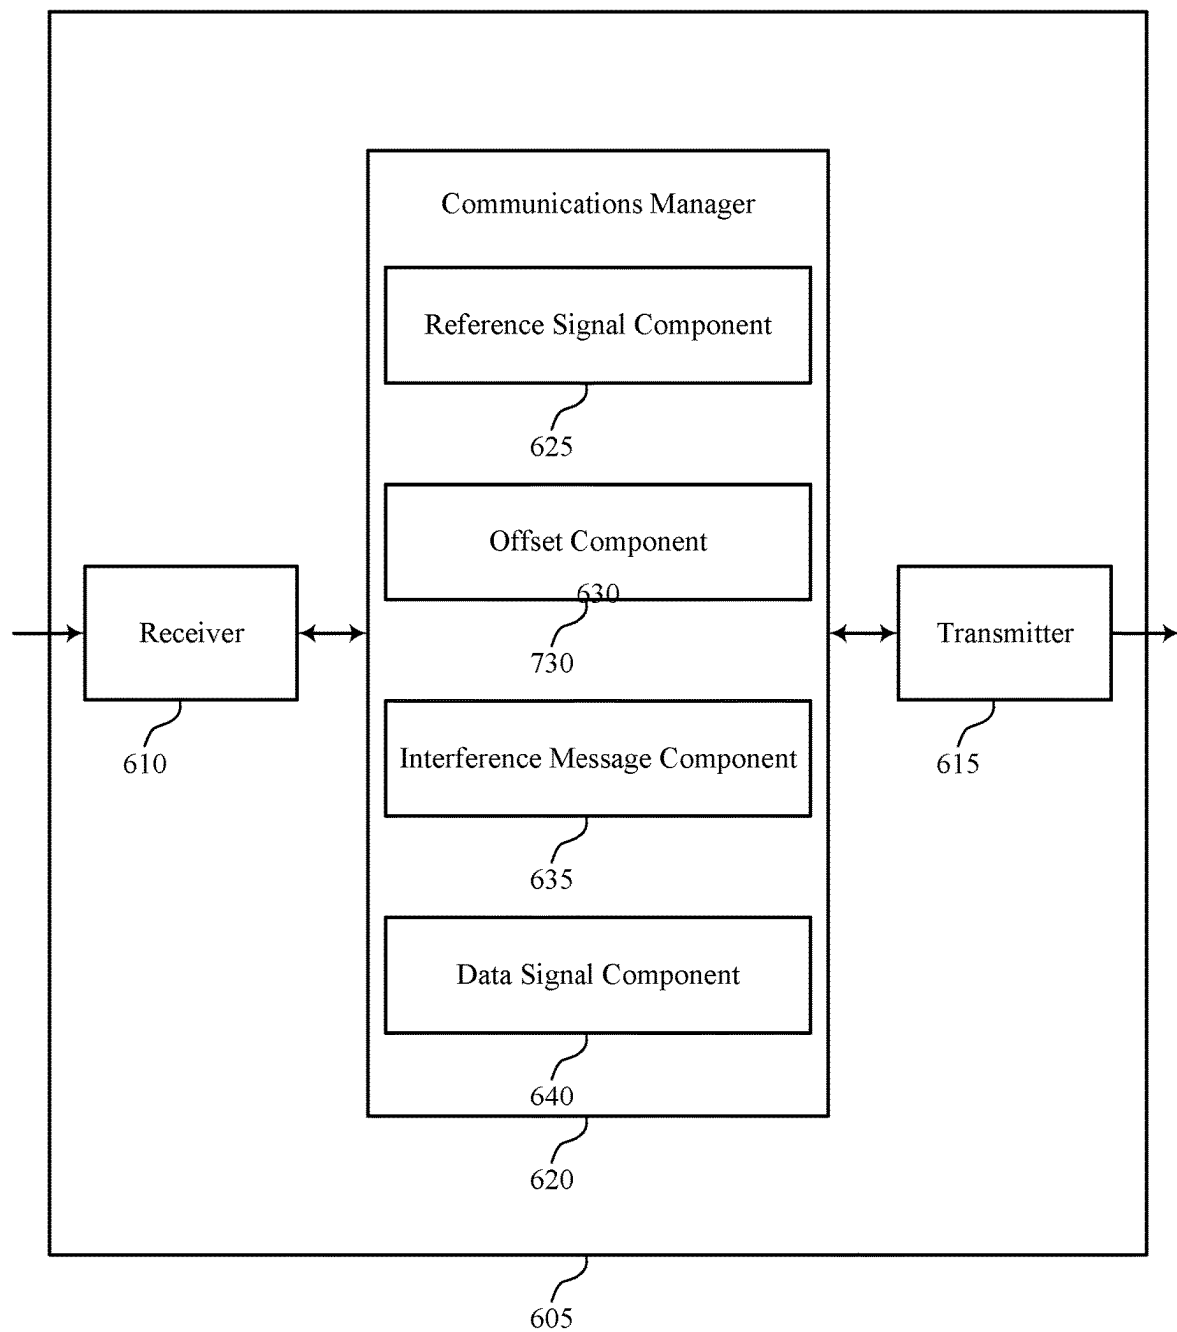 Communications Manager
Reference Signal Component
625
Offset Component
630
730
Receiver
610
Transmitter
615
Interference Message Component
635
Data Signal Component
640
620
605